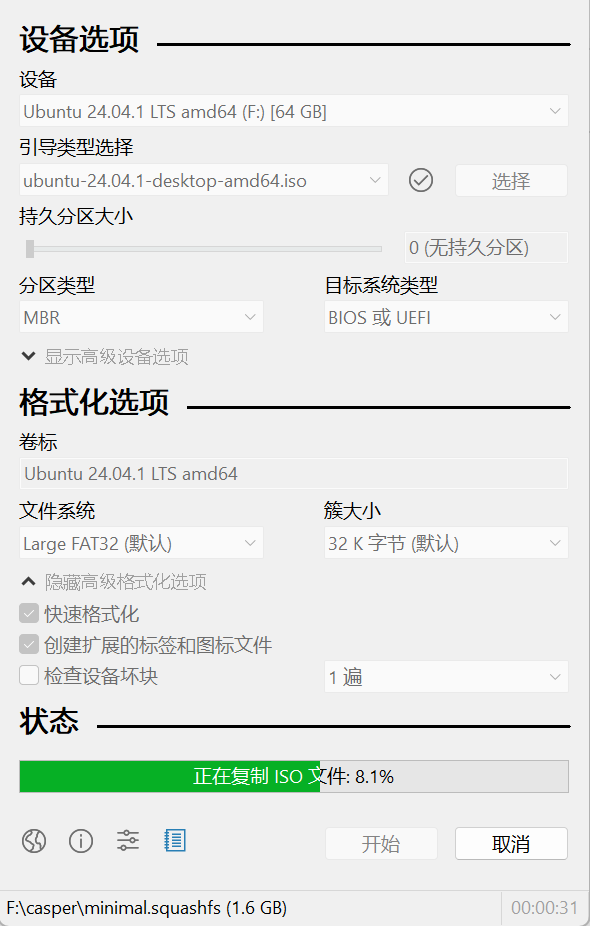 设备选项
设备
Ubuntu 24.04.1 LTS amd64 (F:) [64 GB]
引导类型选择
ubuntu-24.04.1-desktop-amd64.iso 选择
持久分区大小
0 (无持久分区)
分区类型 目标系统类型
MBR BIOS 或 UEFI
显示高级设备选项
格式化选项
卷标
Ubuntu 24.04.1 LTS amd64
文件系统 簇大小
Large FAT32 (默认) 32 K 字节 (默认)
隐藏高级格式化选项
快速格式化
创建扩展的标签和图标文件
检查设备坏块 1 遍
状态
正在复制 ISO 文件: 8.1%
开始 取消
F:\casper\minimal.squashfs (1.6 GB) 00:00:31